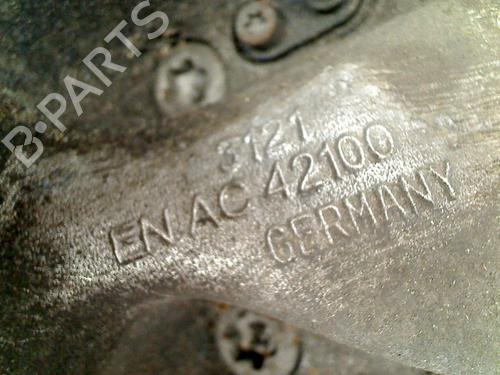 B-PARTS
3121
EN AC 42100
GERMANY